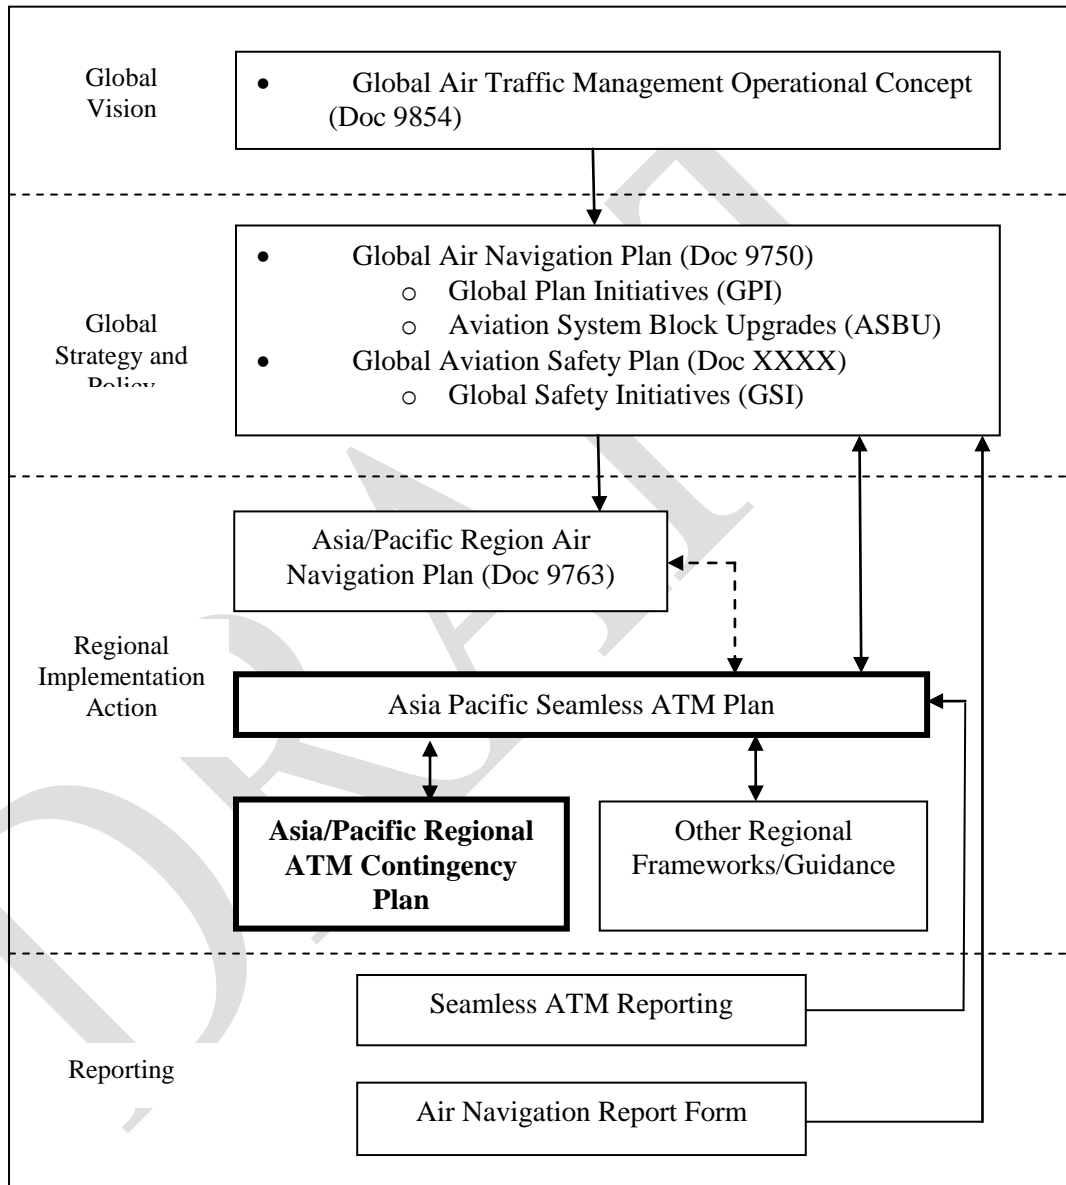 Global
Vision
• Global Air Traffic Management Operational Concept
(Doc 9854)
Global
Strategy and
Policy
• Global Air Navigation Plan (Doc 9750)
o Global Plan Initiatives (GPI)
o Aviation System Block Upgrades (ASBU)
• Global Aviation Safety Plan (Doc XXXX)
o Global Safety Initiatives (GSI)
Asia/Pacific Region Air
Navigation Plan (Doc 9763)
Regional
Implementation
Action
Asia Pacific Seamless ATM Plan
Asia/Pacific Regional
ATM Contingency
Plan
Other Regional
Frameworks/Guidance
Seamless ATM Reporting
Reporting
Air Navigation Report Form
DRAFT